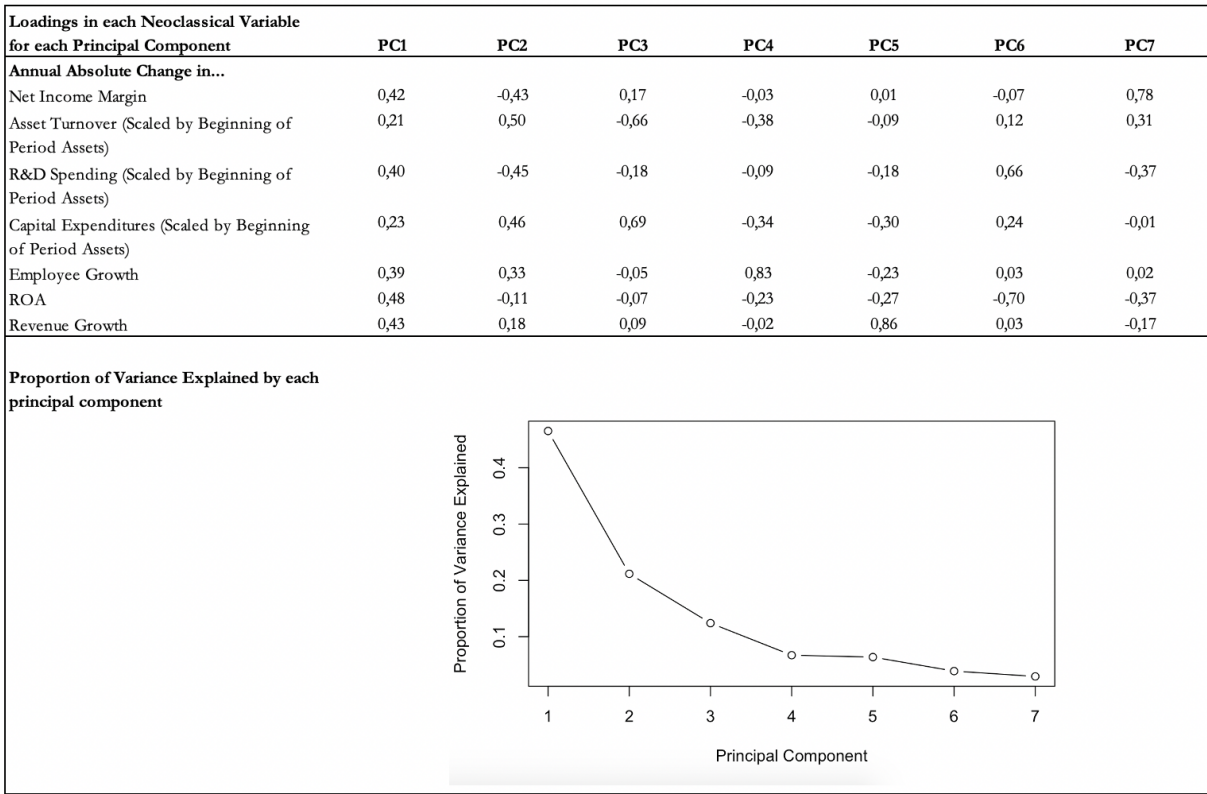 Loadings in each Neoclassical Variable
for each Principal Component PC1 PC2 PC3 PC4 PC5 PC6 PC7
Annual Absolute Change in...
Net Income Margin 0,42 -0,43 0,17 -0,03 0,01 -0,07 0,78
Asset Turnover (Scaled by Beginning of 0,21 0,50 -0,66 -0,38 -0,09 0,12 0,31
Period Assets)
R&D Spending (Scaled by Beginning of 0,40 -0,45 -0,18 -0,09 -0,18 0,66 -0,37
Period Assets)
Capital Expenditures (Scaled by Beginning 0,23 0,46 0,69 -0,34 -0,30 0,24 -0,01
of Period Assets)
Employee Growth 0,39 0,33 -0,05 0,83 -0,23 0,03 0,02
ROA 0,48 -0,11 -0,07 -0,23 -0,27 -0,70 -0,37
Revenue Growth 0,43 0,18 0,09 -0,02 0,86 0,03 -0,17
Proportion of Variance Explained by each
principal component
Proportion of Variance Explained
0.4
0.3
0.2
0.1
1 2 3 4 5 6 7
Principal Component